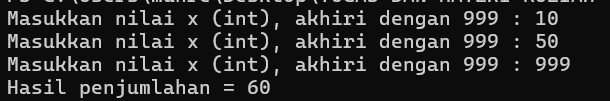 Masukkan nilai x (int), akhiri dengan 999 : 10
Masukkan nilai x (int), akhiri dengan 999 : 50
Masukkan nilai x (int), akhiri dengan 999 : 999
Hasil penjumlahan = 60